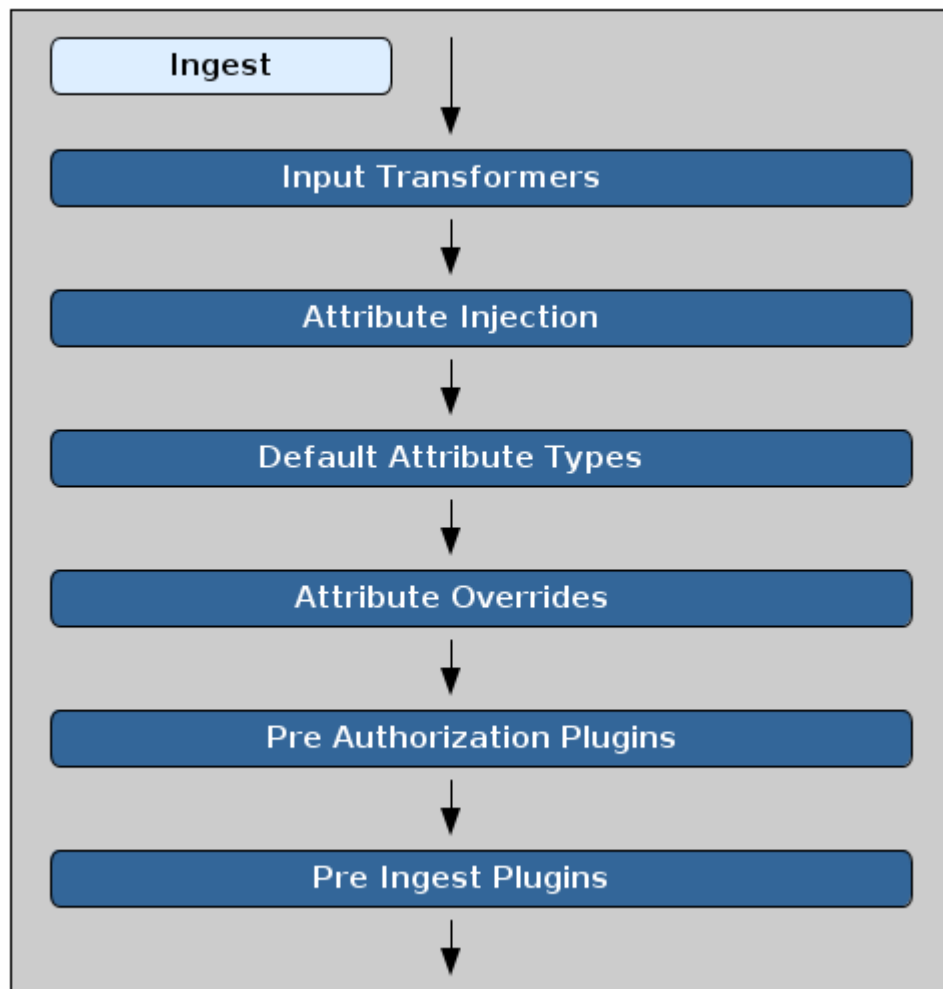 Ingest
Input Transformers
Attribute Injection
Default Attribute Types
Attribute Overrides
Pre Authorization Plugins
Pre Ingest Plugins